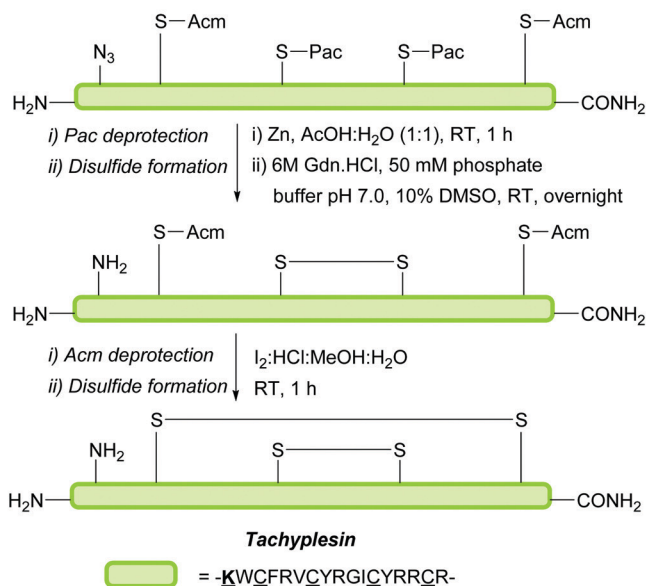 S—Acm S—Acm
N3 S—Pac S—Pac
H2N— —CONH2
i) Pac deprotection i) Zn, AcOH:H2O (1:1), RT, 1 h
ii) Disulfide formation ii) 6M Gdn.HCl, 50 mM phosphate
buffer pH 7.0, 10% DMSO, RT, overnight
S—Acm S—Acm
NH2 S S
H2N— —CONH2
i) Acm deprotection I2:HCl:MeOH:H2O
ii) Disulfide formation RT, 1 h
S S
NH2 S S
H2N— —CONH2
Tachyplesin
= -KWCFRVCYRGICYRRCR-